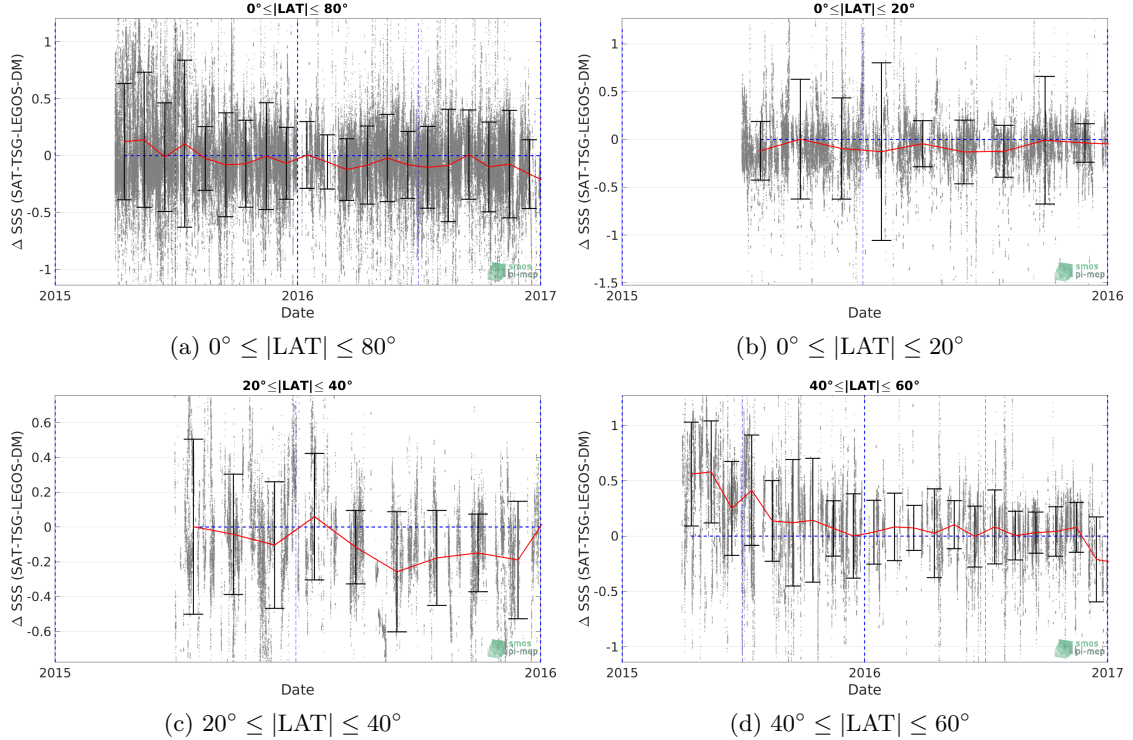 0°≤|LAT|≤ 80°
1
0.5
0
-0.5
-1
Δ SSS (SAT-TSG-LEGOS-DM)
2015
2016
2017
Date
smos
pi-mep
(a) 0° ≤ |LAT| ≤ 80°
0°≤|LAT|≤ 20°
1
0.5
0
-0.5
-1
-1.5
Δ SSS (SAT-TSG-LEGOS-DM)
2015
2016
Date
smos
pi-mep
(b) 0° ≤ |LAT| ≤ 20°
20°≤|LAT|≤ 40°
0.6
0.4
0.2
0
-0.2
-0.4
-0.6
Δ SSS (SAT-TSG-LEGOS-DM)
2015
2016
Date
smos
pi-mep
(c) 20° ≤ |LAT| ≤ 40°
40°≤|LAT|≤ 60°
1
0.5
0
-0.5
-1
Δ SSS (SAT-TSG-LEGOS-DM)
2015
2016
2017
Date
smos
pi-mep
(d) 40° ≤ |LAT| ≤ 60°